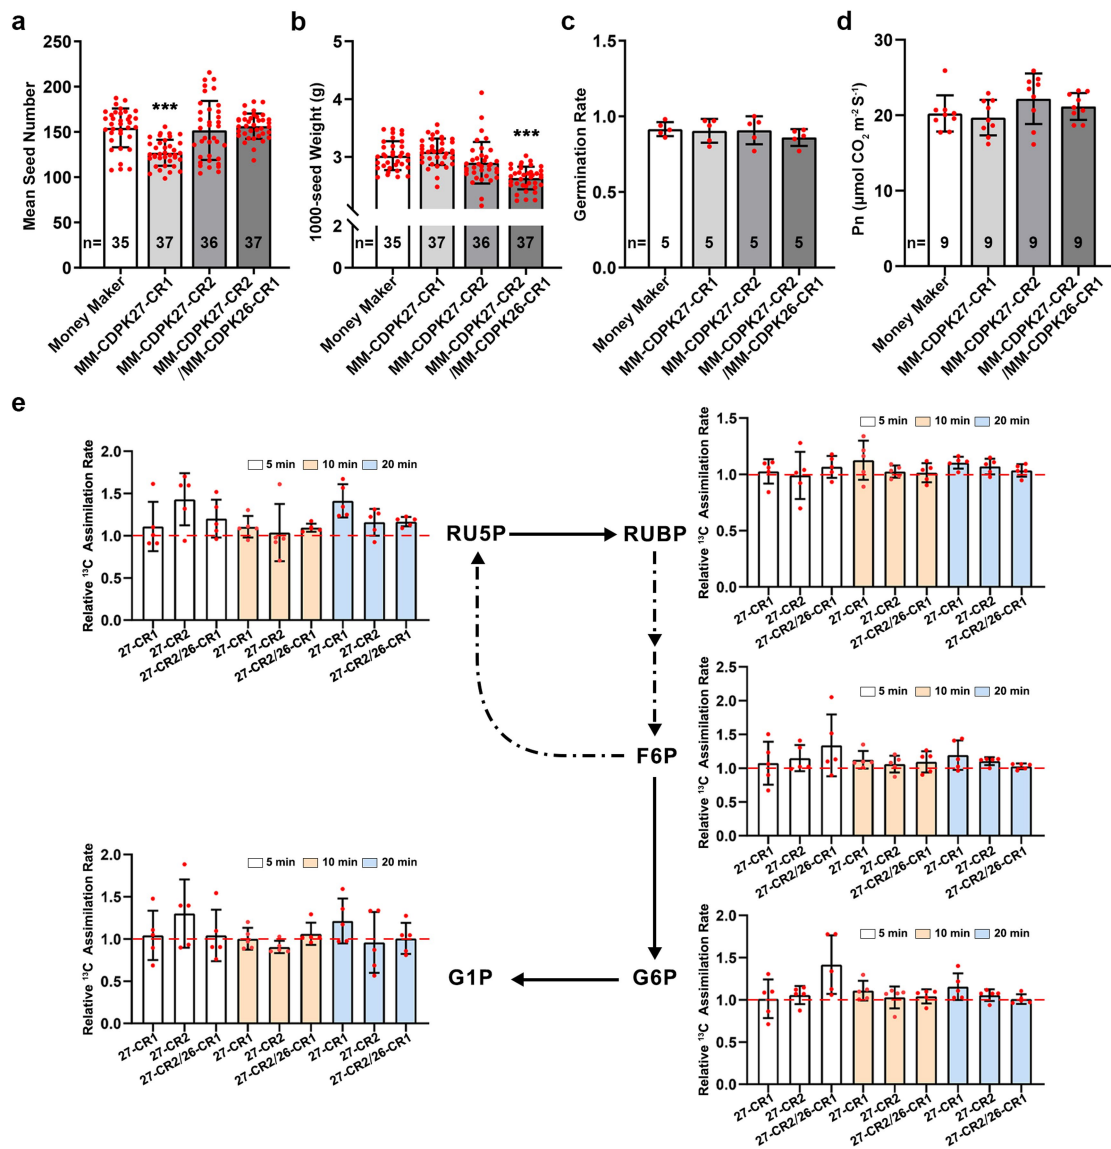 a
Mean Seed Number
250
200
150
100
50
0
***
n= 35 37 36 37
Money Maker
MM-CDPK27-CR1
MM-CDPK27-CR2
MM-CDPK27-CR2
/MM-CDPK26-CR1
b
1000-seed Weight (g)
5
4
3
2
0
***
n= 35 37 36 37
Money Maker
MM-CDPK27-CR1
MM-CDPK27-CR2
MM-CDPK27-CR2
/MM-CDPK26-CR1
c
Germination Rate
1.5
1.0
0.5
0.0
n= 5 5 5 5
Money Maker
MM-CDPK27-CR1
MM-CDPK27-CR2
MM-CDPK27-CR2
/MM-CDPK26-CR1
d
Pn (µmol CO₂ m⁻² S⁻¹)
30
20
10
0
n= 9 9 9 9
Money Maker
MM-CDPK27-CR1
MM-CDPK27-CR2
MM-CDPK27-CR2
/MM-CDPK26-CR1
e
Relative ¹³C Assimilation Rate
2.0
1.5
1.0
0.5
0.0
5 min 10 min 20 min
27-CR1
27-CR2
27-CR2/26-CR1
27-CR1
27-CR2
27-CR2/26-CR1
27-CR1
27-CR2
27-CR2/26-CR1
RU5P
RUBP
Relative ¹³C Assimilation Rate
1.5
1.0
0.5
0.0
5 min 10 min 20 min
27-CR1
27-CR2
27-CR2/26-CR1
27-CR1
27-CR2
27-CR2/26-CR1
27-CR1
27-CR2
27-CR2/26-CR1
F6P
Relative ¹³C Assimilation Rate
2.5
2.0
1.5
1.0
0.5
0.0
5 min 10 min 20 min
27-CR1
27-CR2
27-CR2/26-CR1
27-CR1
27-CR2
27-CR2/26-CR1
27-CR1
27-CR2
27-CR2/26-CR1
Relative ¹³C Assimilation Rate
2.0
1.5
1.0
0.5
0.0
5 min 10 min 20 min
27-CR1
27-CR2
27-CR2/26-CR1
27-CR1
27-CR2
27-CR2/26-CR1
27-CR1
27-CR2
27-CR2/26-CR1
G1P
G6P
Relative ¹³C Assimilation Rate
2.0
1.5
1.0
0.5
0.0
5 min 10 min 20 min
27-CR1
27-CR2
27-CR2/26-CR1
27-CR1
27-CR2
27-CR2/26-CR1
27-CR1
27-CR2
27-CR2/26-CR1